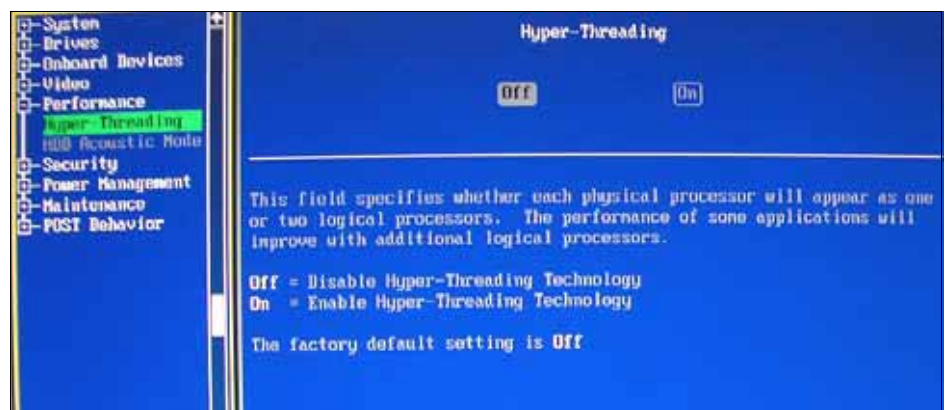 System
Drives
Onboard Devices
Video
Performance
Hyper-Threading
HDD Acoustic Mode
Security
Power Management
Maintenance
POST Behavior
Hyper-Threading
Off
On
This field specifies whether each physical processor will appear as one
or two logical processors. The performance of some applications will
improve with additional logical processors.
Off = Disable Hyper-Threading Technology
On = Enable Hyper-Threading Technology
The factory default setting is Off